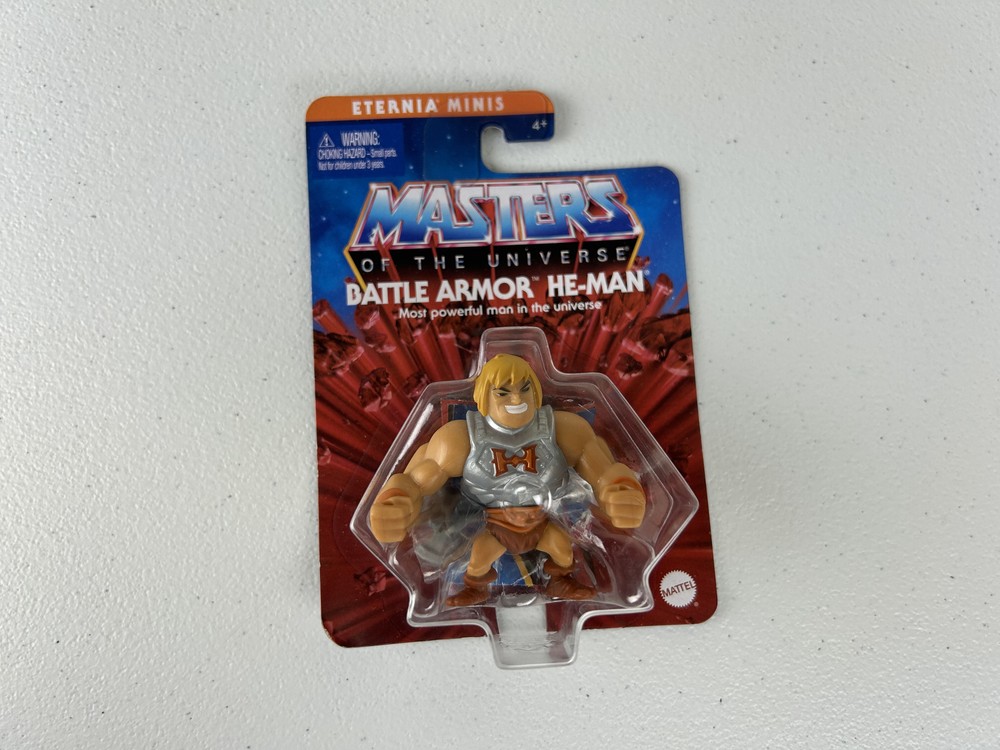 ETERNIA® MINIS
4+
⚠ WARNING:
CHOKING HAZARD – Small parts.
Not for children under 3 years.
MASTERS
OF THE UNIVERSE®
BATTLE ARMOR™ HE-MAN®
Most powerful man in the universe
H
MATTEL®